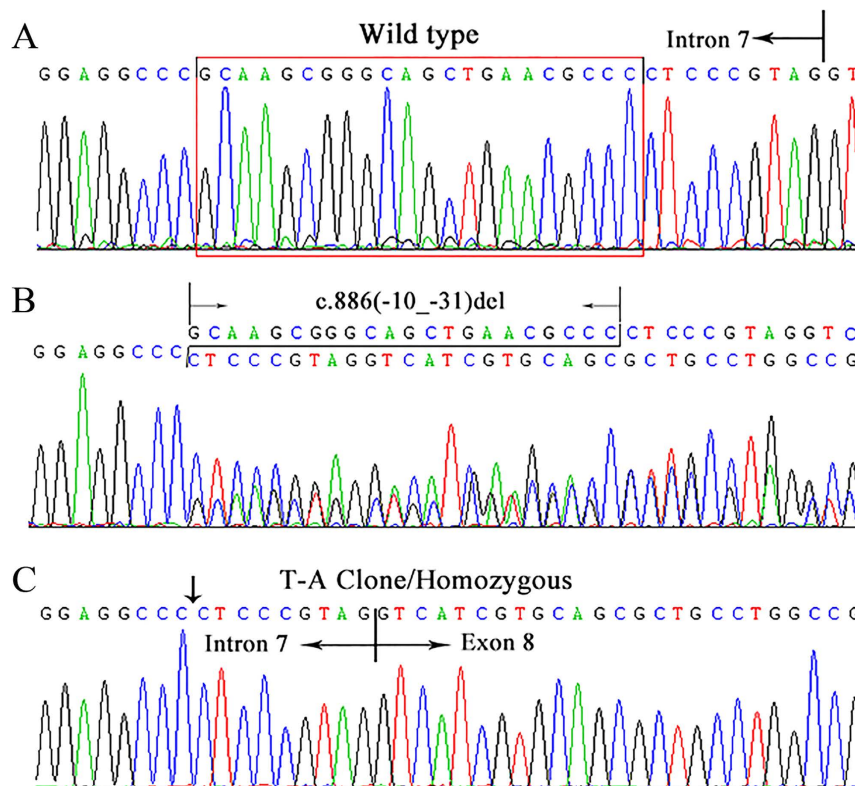 A
Wild type
Intron 7
G G A G G C C C G C A A G C G G G C A G C T G A A C G C C C C T C C C G T A G G T
B
c.886(-10_-31)del
G C A A G C G G G C A G C T G A A C G C C C C T C C C G T A G G T C
G G A G G C C C C T C C C G T A G G T C A T C G T G C A G C G C T G C C T G G C C G
C
T-A Clone/Homozygous
G G A G G C C C C T C C C G T A G G T C A T C G T G C A G C G C T G C C T G G C C G
Intron 7
Exon 8